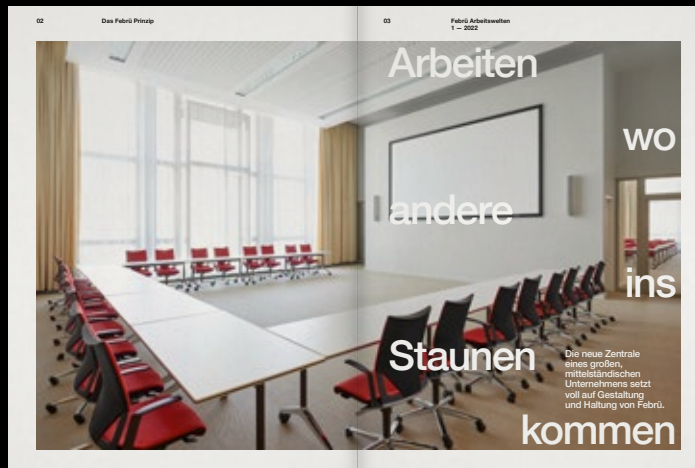 02
Das Febrü Prinzip
03
Febrü Arbeitswelten
1 — 2022
Arbeiten
wo
andere
ins
Staunen
Die neue Zentrale
eines großen,
mittelständischen
Unternehmens setzt
voll auf Gestaltung
und Haltung von Febrü.
kommen